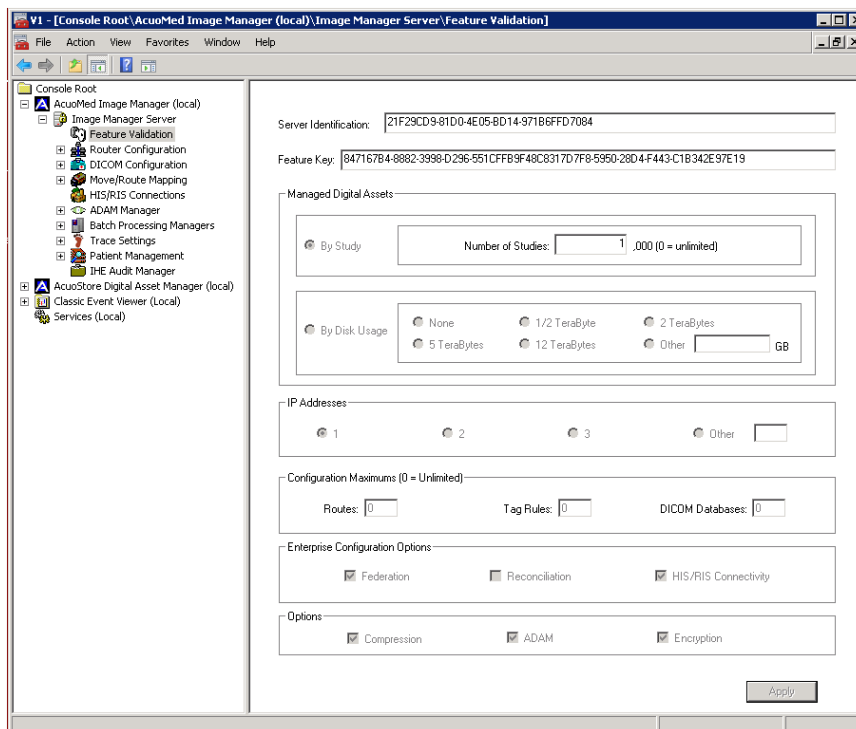 V1 - [Console Root\AcuoMed Image Manager (local)\Image Manager Server\Feature Validation]
File Action View Favorites Window Help
Console Root
AcuoMed Image Manager (local)
Image Manager Server
Feature Validation
Router Configuration
DICOM Configuration
Move/Route Mapping
HIS/RIS Connections
ADAM Manager
Batch Processing Managers
Trace Settings
Patient Management
IHE Audit Manager
AcuoStore Digital Asset Manager (local)
Classic Event Viewer (Local)
Services (Local)
Server Identification: 21F29CD9-81D0-4E05-BD14-971B6FFD7084
Feature Key: 847167B4-8882-3998-D296-551CFFB9F48C8317D7F8-5950-28D4-F443-C1B342E97E19
Managed Digital Assets
By Study
Number of Studies: 1 ,000 (0 = unlimited)
By Disk Usage
None 1/2 TeraByte 2 TeraBytes
5 TeraBytes 12 TeraBytes Other GB
IP Addresses
1 2 3 Other
Configuration Maximums (0 = Unlimited)
Routes: 0 Tag Rules: 0 DICOM Databases: 0
Enterprise Configuration Options
Federation Reconciliation HIS/RIS Connectivity
Options
Compression ADAM Encryption
Apply